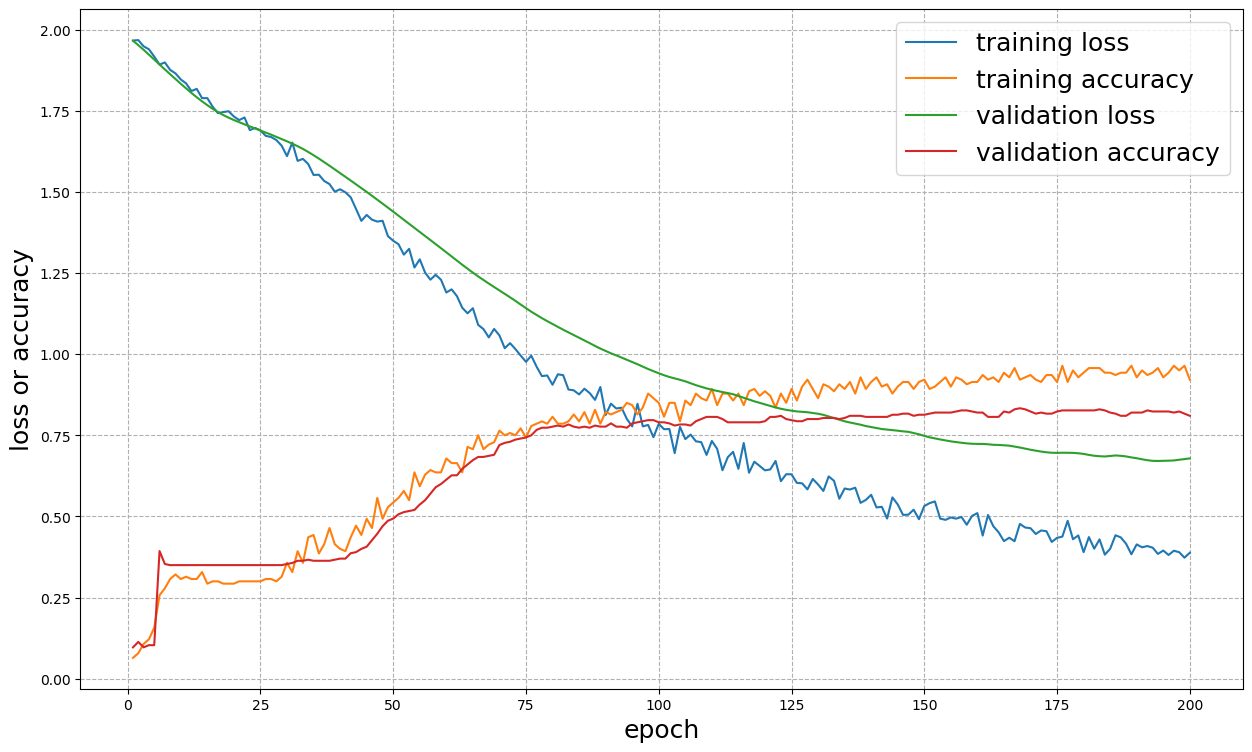 2.00
1.75
1.50
1.25
1.00
0.75
0.50
0.25
0.00
loss or accuracy
training loss
training accuracy
validation loss
validation accuracy
0 25 50 75 100 125 150 175 200
epoch